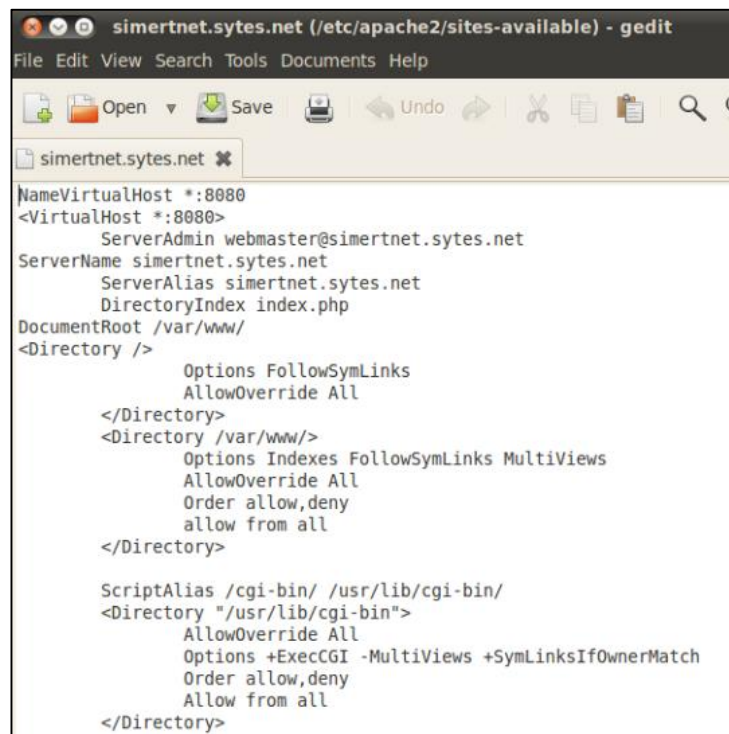 simertnet.sytes.net (/etc/apache2/sites-available) - gedit
File Edit View Search Tools Documents Help
Open Save Undo
simertnet.sytes.net
NameVirtualHost *:8080
<VirtualHost *:8080>
ServerAdmin webmaster@simertnet.sytes.net
ServerName simertnet.sytes.net
ServerAlias simertnet.sytes.net
DirectoryIndex index.php
DocumentRoot /var/www/
<Directory />
Options FollowSymLinks
AllowOverride All
</Directory>
<Directory /var/www/>
Options Indexes FollowSymLinks MultiViews
AllowOverride All
Order allow,deny
allow from all
</Directory>
ScriptAlias /cgi-bin/ /usr/lib/cgi-bin/
<Directory "/usr/lib/cgi-bin">
AllowOverride All
Options +ExecCGI -MultiViews +SymLinksIfOwnerMatch
Order allow,deny
Allow from all
</Directory>